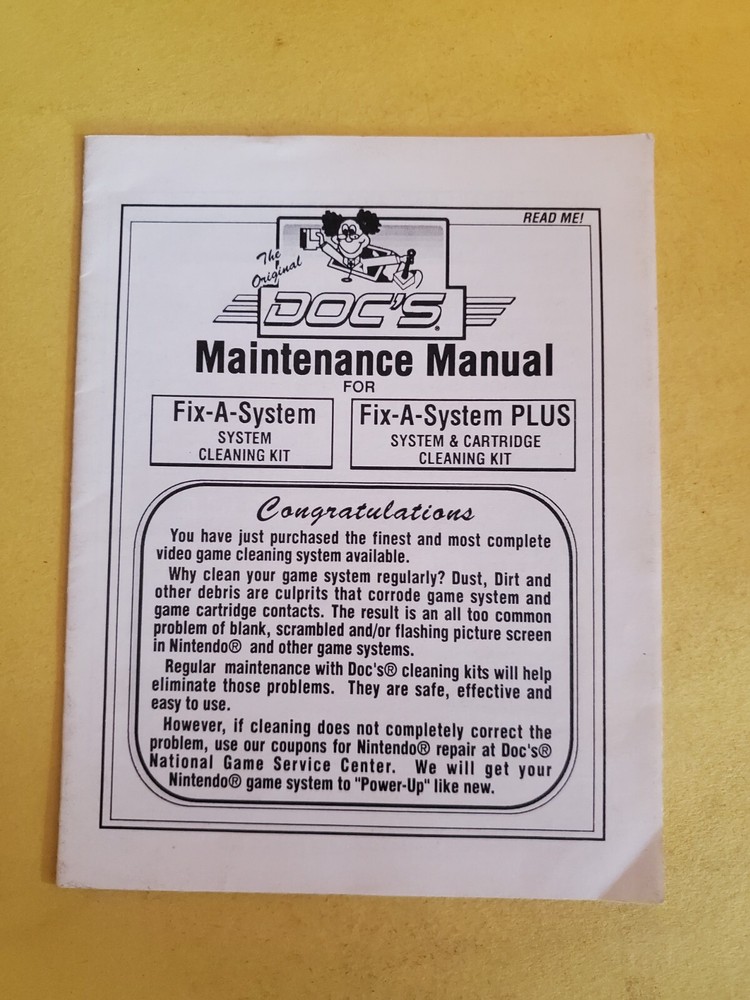 READ ME!
The
Original
DOC'S®
Maintenance Manual
FOR
Fix-A-System
SYSTEM
CLEANING KIT
Fix-A-System PLUS
SYSTEM & CARTRIDGE
CLEANING KIT
Congratulations
You have just purchased the finest and most complete
video game cleaning system available.
Why clean your game system regularly? Dust, Dirt and
other debris are culprits that corrode game system and
game cartridge contacts. The result is an all too common
problem of blank, scrambled and/or flashing picture screen
in Nintendo® and other game systems.
Regular maintenance with Doc's® cleaning kits will help
eliminate those problems. They are safe, effective and
easy to use.
However, if cleaning does not completely correct the
problem, use our coupons for Nintendo® repair at Doc's®
National Game Service Center. We will get your
Nintendo® game system to "Power-Up" like new.